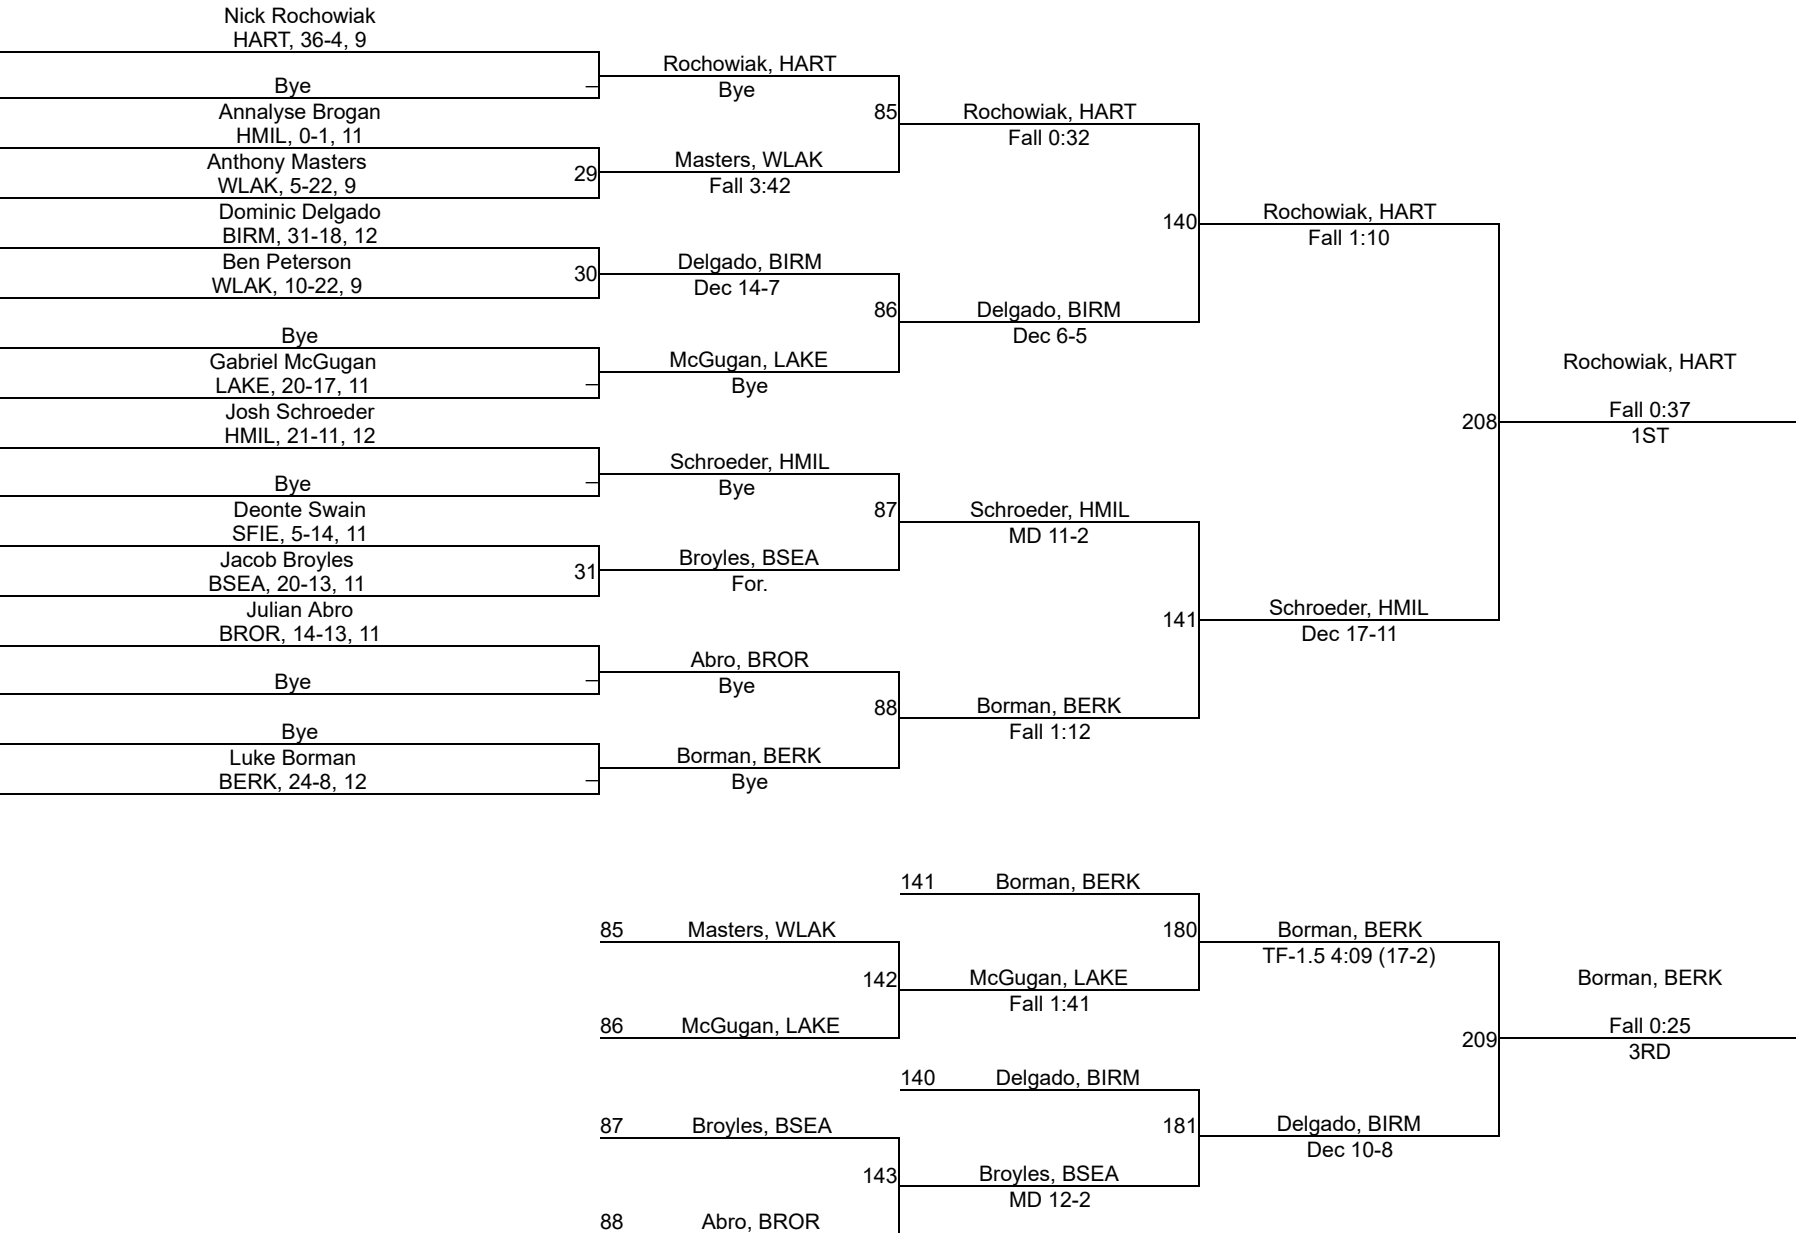 Nick Rochowiak
HART, 36-4, 9
Bye
Annalyse Brogan
HMIL, 0-1, 11
Anthony Masters
WLAK, 5-22, 9
29
Dominic Delgado
BIRM, 31-18, 12
Ben Peterson
WLAK, 10-22, 9
30
Bye
Gabriel McGugan
LAKE, 20-17, 11
Josh Schroeder
HMIL, 21-11, 12
Bye
Deonte Swain
SFIE, 5-14, 11
Jacob Broyles
BSEA, 20-13, 11
31
Julian Abro
BROR, 14-13, 11
Bye
Bye
Luke Borman
BERK, 24-8, 12
Rochowiak, HART
Bye
85
Masters, WLAK
Fall 3:42
Delgado, BIRM
Dec 14-7
86
McGugan, LAKE
Bye
Schroeder, HMIL
Bye
87
Broyles, BSEA
For.
Abro, BROR
Bye
88
Borman, BERK
Bye
Rochowiak, HART
Fall 0:32
140
Delgado, BIRM
Dec 6-5
Schroeder, HMIL
MD 11-2
141
Borman, BERK
Fall 1:12
Rochowiak, HART
Fall 1:10
208
Schroeder, HMIL
Dec 17-11
Rochowiak, HART
Fall 0:37
1ST
141 Borman, BERK
85 Masters, WLAK
180
142
McGugan, LAKE
Fall 1:41
86 McGugan, LAKE
140 Delgado, BIRM
87 Broyles, BSEA
181
143
Broyles, BSEA
MD 12-2
88 Abro, BROR
Borman, BERK
TF-1.5 4:09 (17-2)
209
Delgado, BIRM
Dec 10-8
Borman, BERK
Fall 0:25
3RD